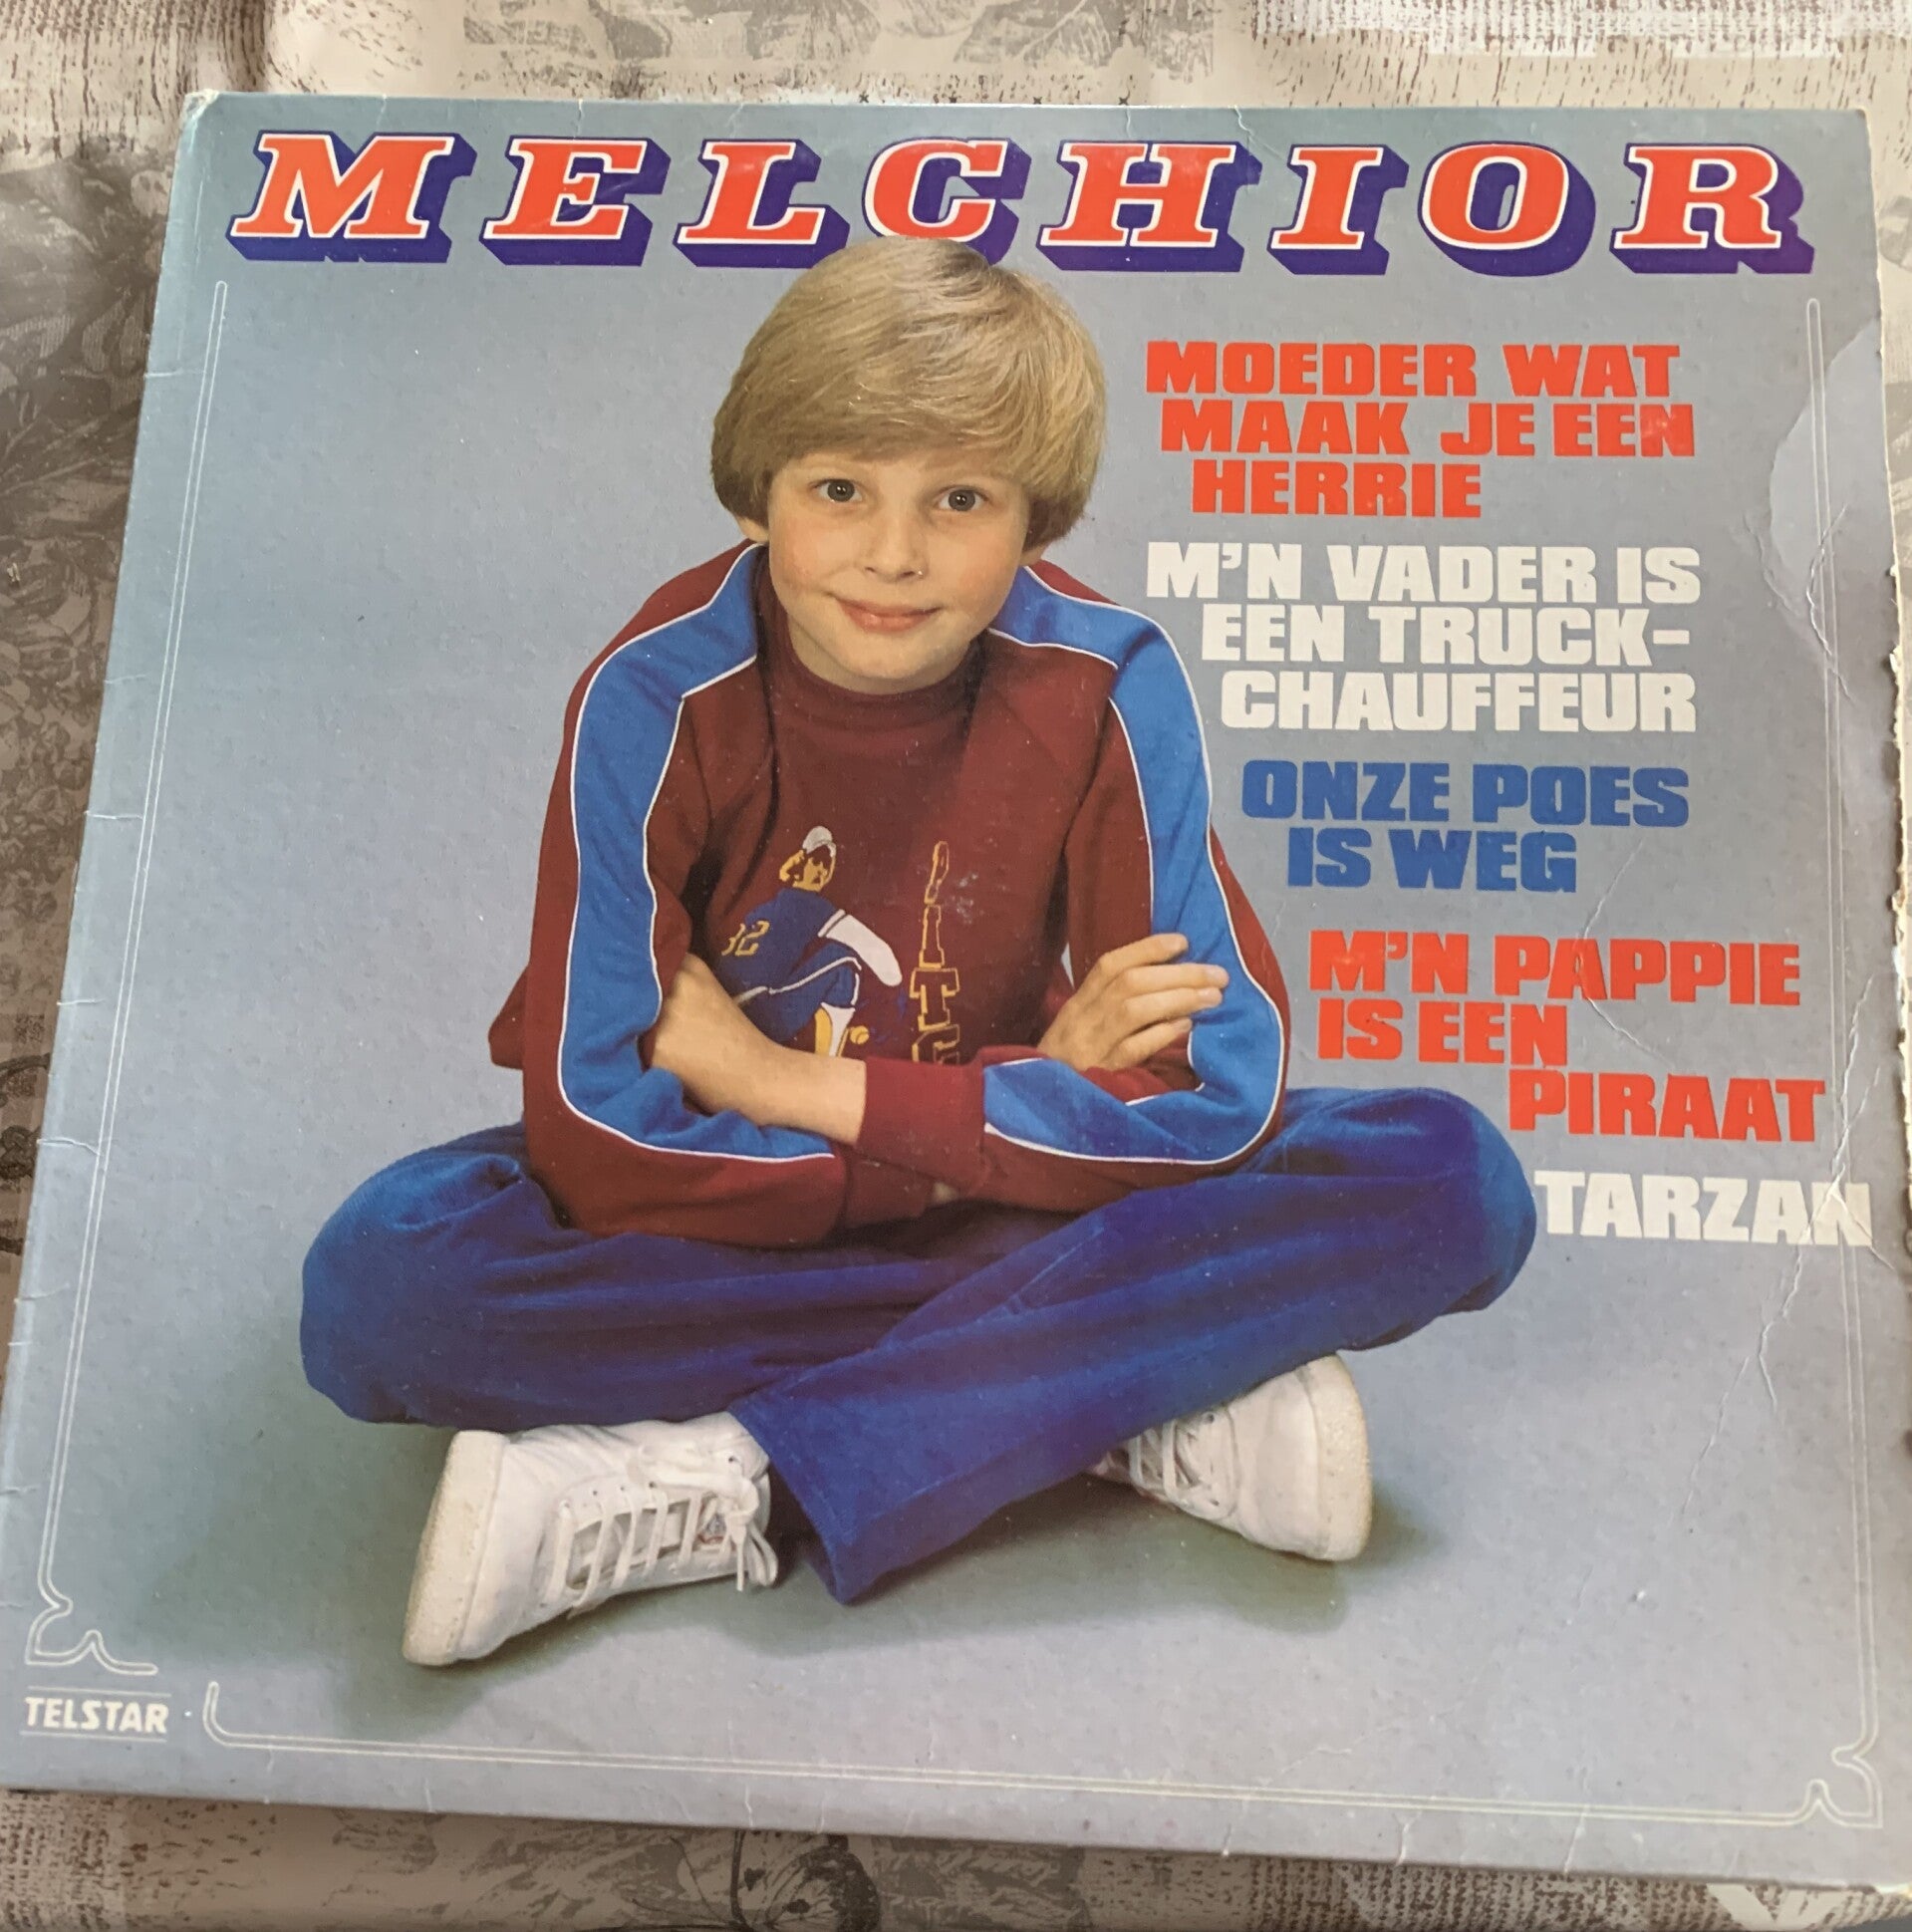 MELCHIOR
MOEDER WAT
MAAK JE EEN
HERRIE
M'N VADER IS
EEN TRUCK-
CHAUFFEUR
ONZE POES
IS WEG
M'N PAPPIE
IS EEN
PIRAAT
TARZAN
32
TELSTAR